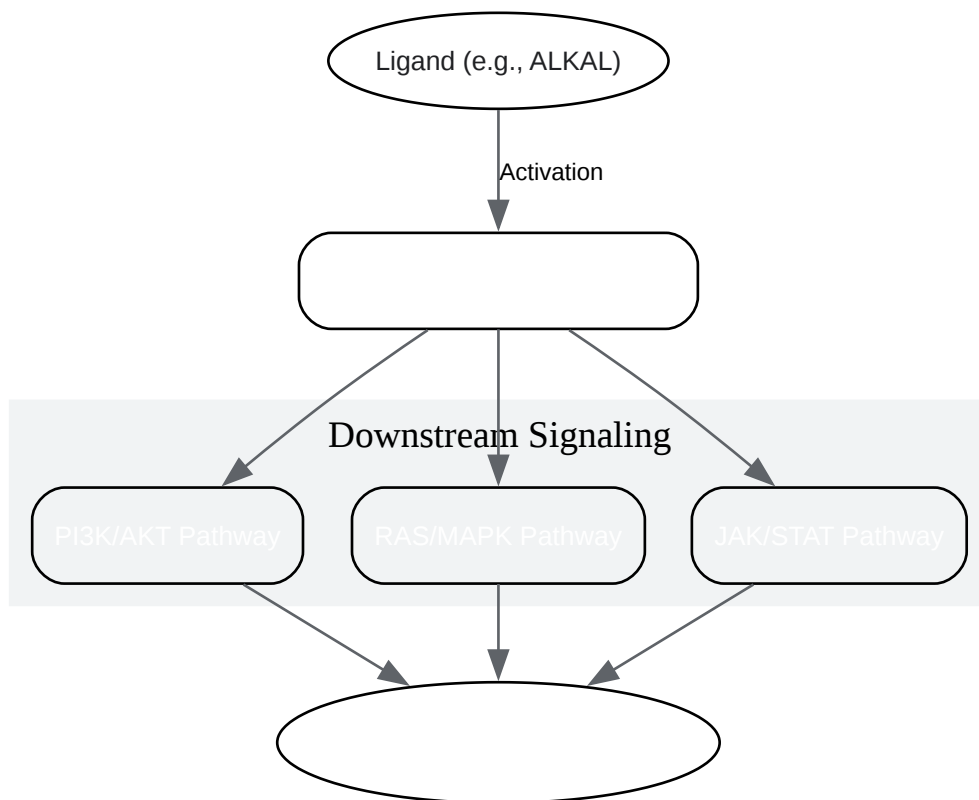 Ligand (e.g., ALKAL)
Activation
Downstream Signaling
PI3K/AKT Pathway
RAS/MAPK Pathway
JAK/STAT Pathway